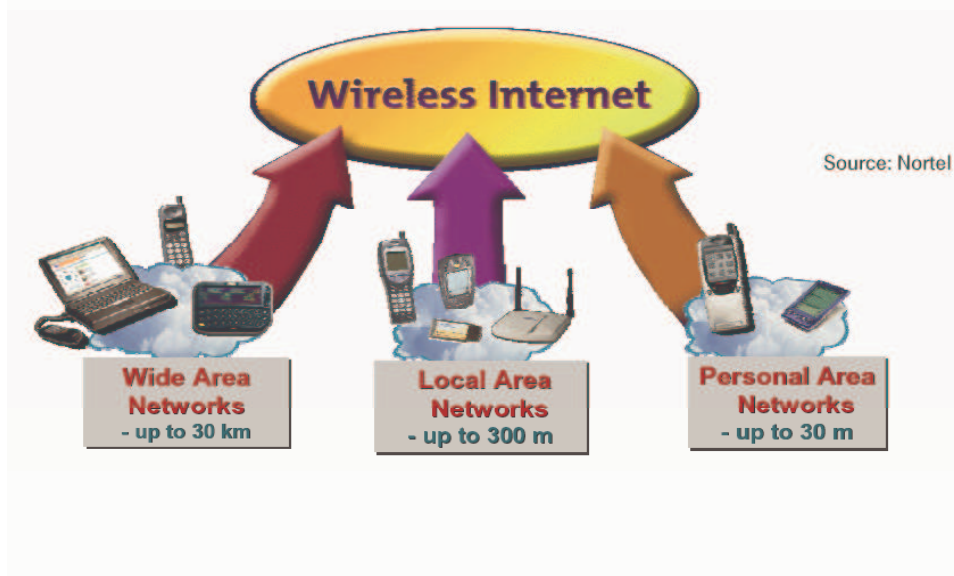 Wireless Internet
Source: Nortel
Wide Area
Networks
- up to 30 km
Local Area
Networks
- up to 300 m
Personal Area
Networks
- up to 30 m